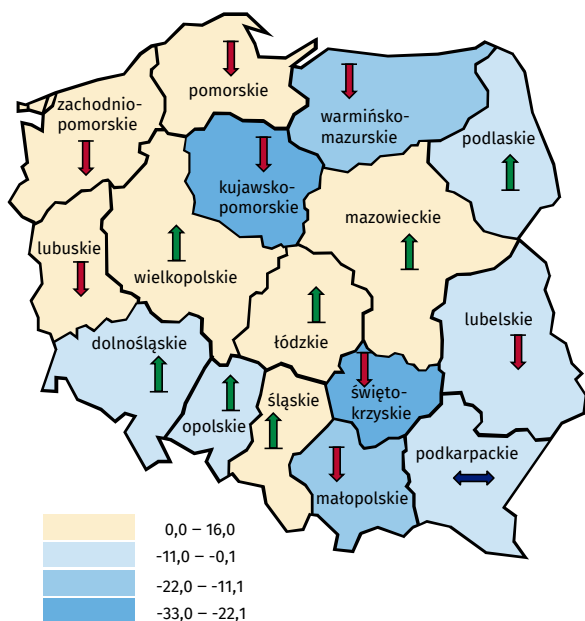 zachodnio-
pomorskie
pomorskie
warmińsko-
mazurskie
podlaskie
kujawsko-
pomorskie
mazowieckie
lubuskie
wielkopolskie
łódzkie
lubelskie
dolnośląskie
opolskie
śląskie
święto-
krzyskie
małopolskie
podkarpackie
0,0 – 16,0
-11,0 – -0,1
-22,0 – -11,1
-33,0 – -22,1